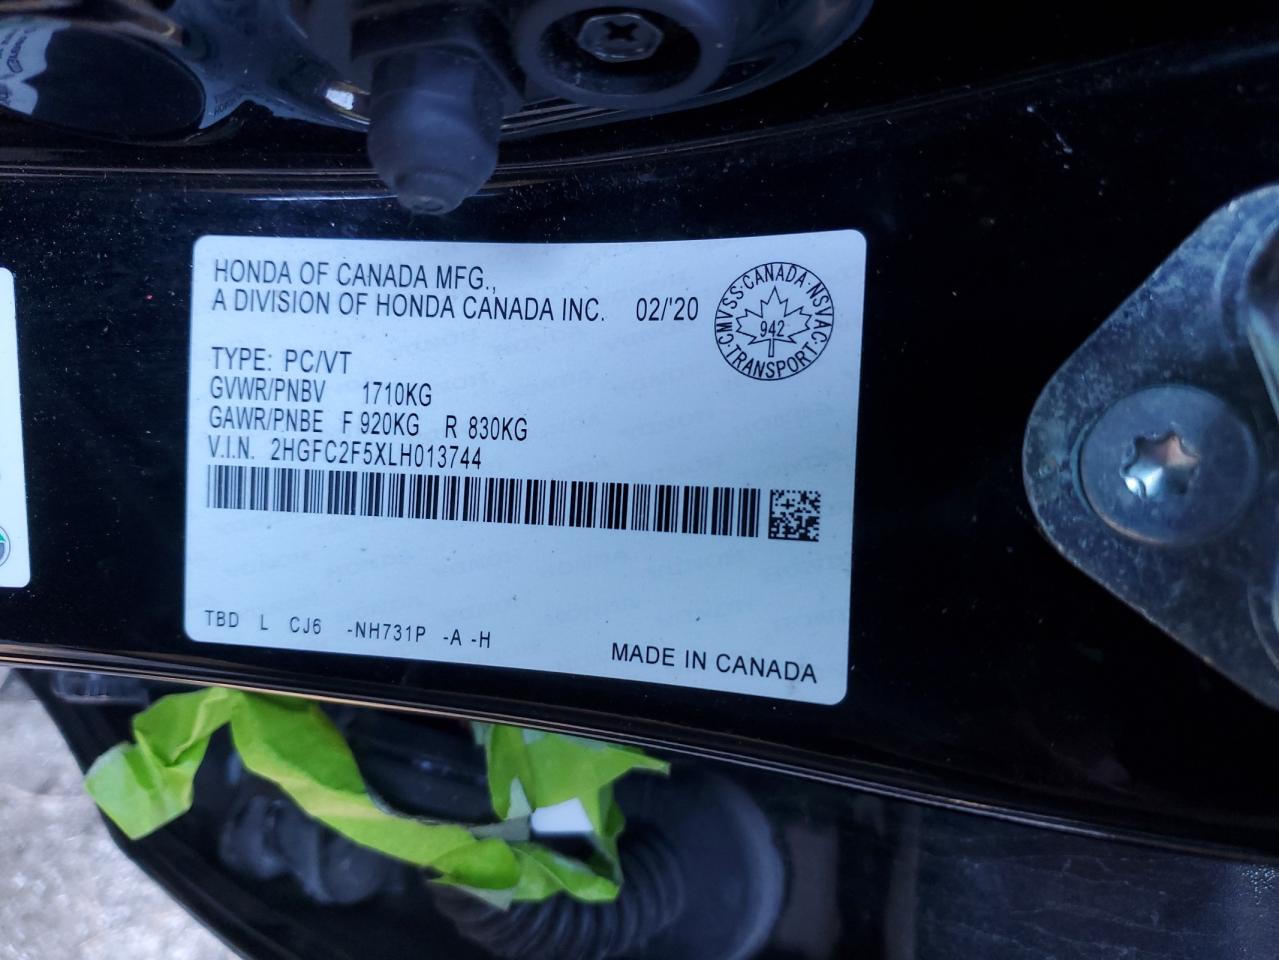 HONDA OF CANADA MFG.,
A DIVISION OF HONDA CANADA INC. 02/'20
CMVSS·CANADA·NSVAC·TRANSPORT·
942
TYPE: PC/VT
GVWR/PNBV 1710KG
GAWR/PNBE F 920KG R 830KG
V.I.N. 2HGFC2F5XLH013744
TBD L CJ6 -NH731P -A -H
MADE IN CANADA